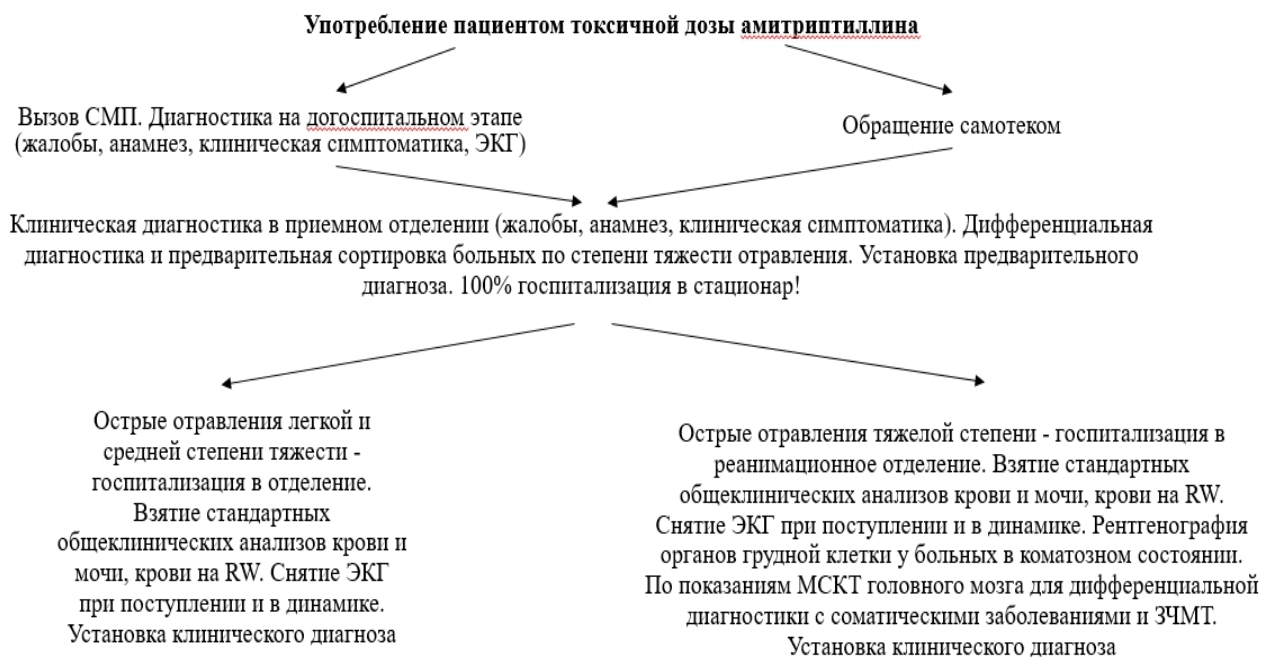 Употребление пациентом токсичной дозы амитриптиллина
Вызов СМП. Диагностика на догоспитальном этапе
(жалобы, анамнез, клиническая симптоматика, ЭКГ)
Обращение самотеком
Клиническая диагностика в приемном отделении (жалобы, анамнез, клиническая симптоматика). Дифференциальная
диагностика и предварительная сортировка больных по степени тяжести отравления. Установка предварительного
диагноза. 100% госпитализация в стационар!
Острые отравления легкой и
средней степени тяжести -
госпитализация в отделение.
Взятие стандартных
общеклинических анализов крови и
мочи, крови на RW. Снятие ЭКГ
при поступлении и в динамике.
Установка клинического диагноза
Острые отравления тяжелой степени - госпитализация в
реанимационное отделение. Взятие стандартных
общеклинических анализов крови и мочи, крови на RW.
Снятие ЭКГ при поступлении и в динамике. Рентгенография
органов грудной клетки у больных в коматозном состоянии.
По показаниям МСКТ головного мозга для дифференциальной
диагностики с соматическими заболеваниями и ЗЧМТ.
Установка клинического диагноза